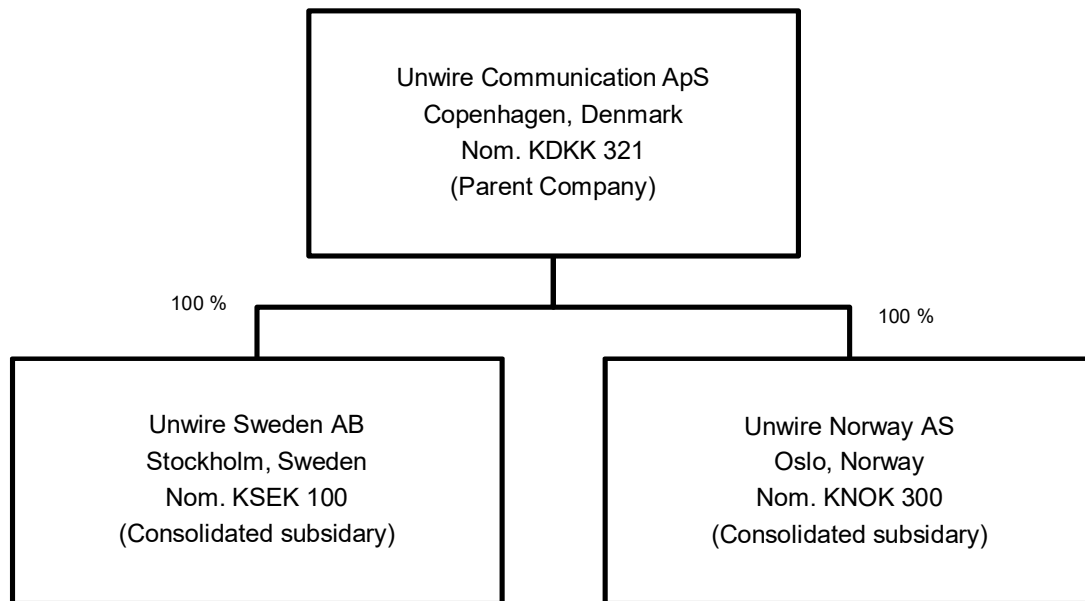 Unwire Communication ApS
Copenhagen, Denmark
Nom. KDKK 321
(Parent Company)
100 %
100 %
Unwire Sweden AB
Stockholm, Sweden
Nom. KSEK 100
(Consolidated subsidary)
Unwire Norway AS
Oslo, Norway
Nom. KNOK 300
(Consolidated subsidary)